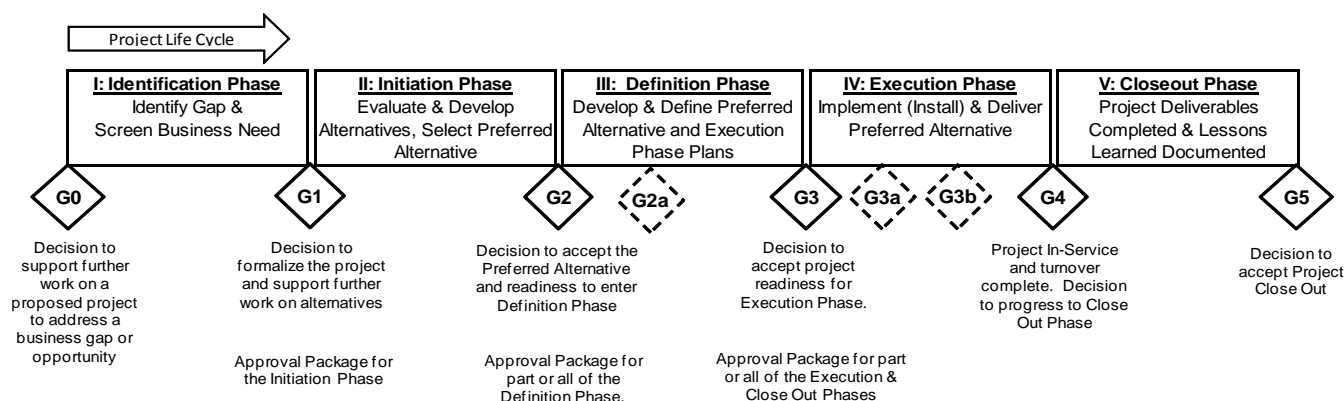 Project Life Cycle
I: Identification Phase
Identify Gap &
Screen Business Need
II: Initiation Phase
Evaluate & Develop
Alternatives, Select Preferred
Alternative
III: Definition Phase
Develop & Define Preferred
Alternative and Execution
Phase Plans
IV: Execution Phase
Implement (Install) & Deliver
Preferred Alternative
V: Closeout Phase
Project Deliverables
Completed & Lessons
Learned Documented
G0
G1
G2
G2a
G3
G3a
G3b
G4
G5
Decision to
support further
work on a
proposed project
to address a
business gap or
opportunity
Decision to
formalize the project
and support further
work on alternatives
Approval Package for
the Initiation Phase
Decision to accept the
Preferred Alternative
and readiness to enter
Definition Phase
Approval Package for
part or all of the
Definition Phase.
Decision to
accept project
readiness for
Execution Phase.
Approval Package for part
or all of the Execution &
Close Out Phases
Project In-Service
and turnover
complete. Decision
to progress to Close
Out Phase
Decision to
accept Project
Close Out